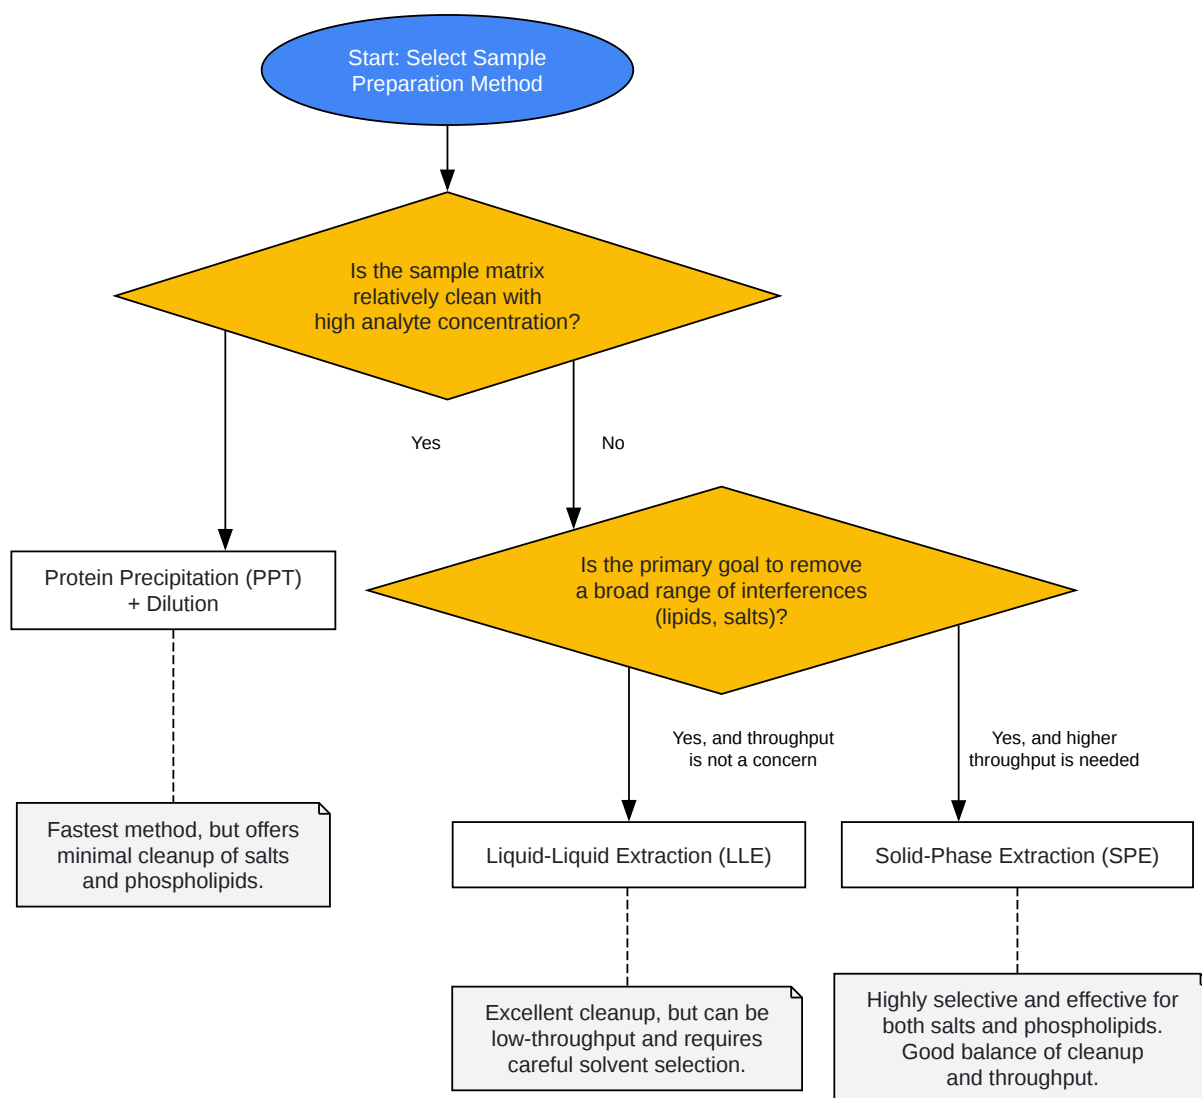 Start: Select Sample
Preparation Method
Is the sample matrix
relatively clean with
high analyte concentration?
Yes
No
Protein Precipitation (PPT)
+ Dilution
Is the primary goal to remove
a broad range of interferences
(lipids, salts)?
Yes, and throughput
is not a concern
Yes, and higher
throughput is needed
Fastest method, but offers
minimal cleanup of salts
and phospholipids.
Liquid-Liquid Extraction (LLE)
Solid-Phase Extraction (SPE)
Excellent cleanup, but can be
low-throughput and requires
careful solvent selection.
Highly selective and effective for
both salts and phospholipids.
Good balance of cleanup
and throughput.